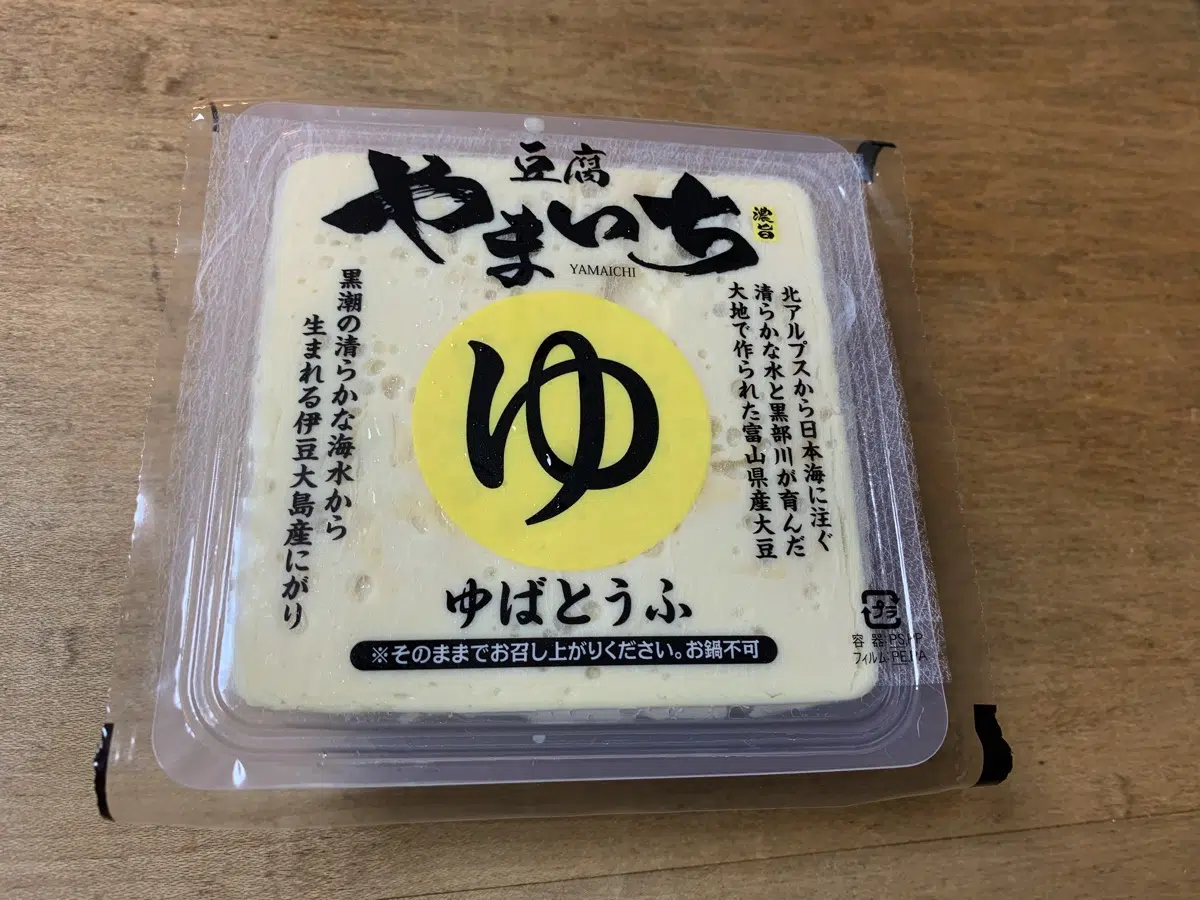 豆腐
やまいち
濃旨
YAMAICHI
北アルプスから日本海に注ぐ
清らかな水と黒部川が育んだ
大地で作られた富山県産大豆
黒潮の清らかな海水から
生まれる伊豆大島産にがり
ゆ
ゆばとうふ
※そのままでお召し上がりください。お鍋不可
プラ
容器:PS,PP
フィルム:PE,PA